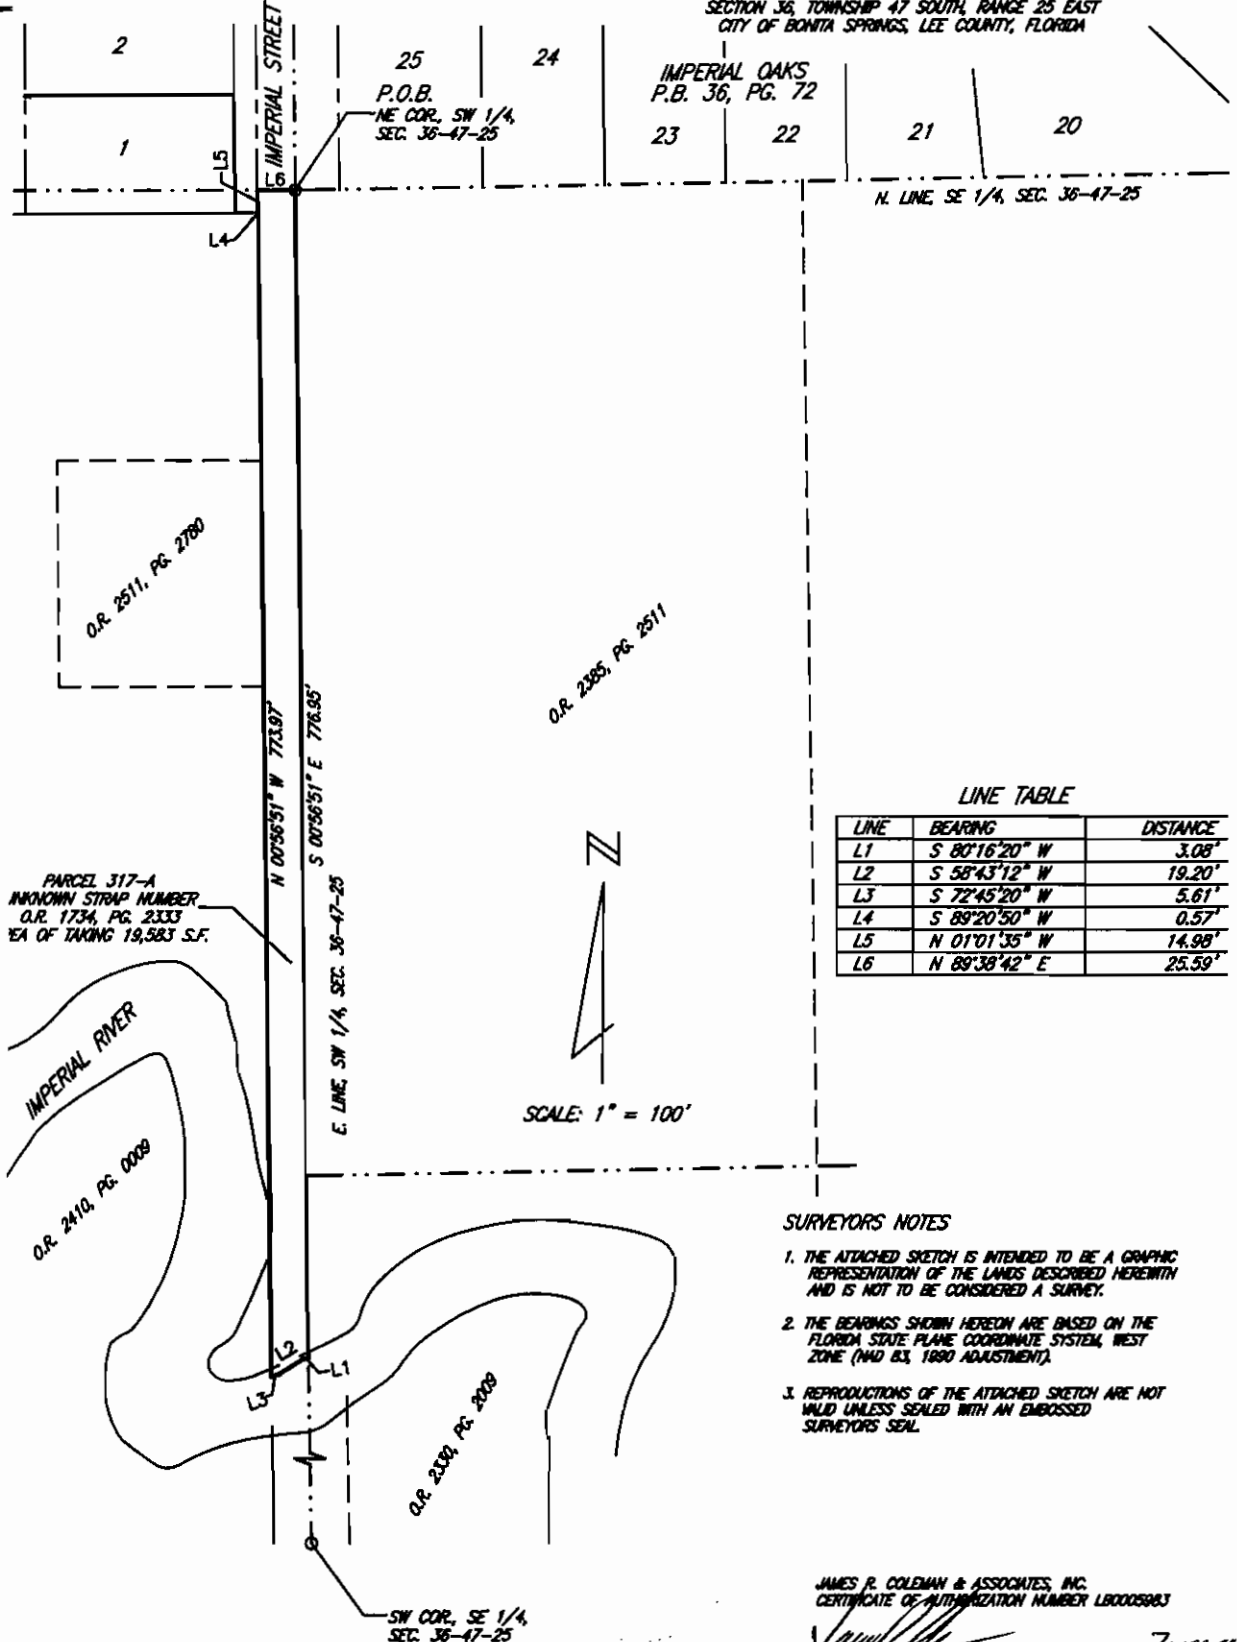 SECTION 36, TOWNSHIP 47 SOUTH, RANGE 25 EAST
CITY OF BONITA SPRINGS, LEE COUNTY, FLORIDA
2
IMPERIAL STREET
25
24
IMPERIAL OAKS
P.B. 36, PG. 72
P.O.B.
NE COR., SW 1/4,
SEC. 36-47-25
1
23
22
21
20
L5
L6
N. LINE, SE 1/4, SEC. 36-47-25
L4
O.R. 2511, PG. 2780
O.R. 2385, PG. 2511
N 00°56'51" W 773.97'
S 00°56'51" E 776.95'
E. LINE, SW 1/4, SEC. 36-47-25
LINE TABLE
LINE BEARING DISTANCE
L1 S 80°16'20" W 3.08'
L2 S 58°43'12" W 19.20'
L3 S 72°45'20" W 5.61'
L4 S 89°20'50" W 0.57'
L5 N 01°01'35" W 14.98'
L6 N 89°38'42" E 25.59'
PARCEL 317-A
NKNOWN STRAP NUMBER
O.R. 1734, PG. 2333
EA OF TAKING 19,583 S.F.
IMPERIAL RIVER
O.R. 2410, PG. 0009
N
SCALE: 1" = 100'
SURVEYORS NOTES
1. THE ATTACHED SKETCH IS INTENDED TO BE A GRAPHIC
REPRESENTATION OF THE LANDS DESCRIBED HEREWITH
AND IS NOT TO BE CONSIDERED A SURVEY.
2. THE BEARINGS SHOWN HEREON ARE BASED ON THE
FLORIDA STATE PLANE COORDINATE SYSTEM, WEST
ZONE (NAD 83, 1990 ADJUSTMENT).
3. REPRODUCTIONS OF THE ATTACHED SKETCH ARE NOT
VALID UNLESS SEALED WITH AN EMBOSSED
SURVEYORS SEAL.
L2
L1
L3
O.R. 2330, PG. 2009
SW COR., SE 1/4,
SEC. 36-47-25
JAMES R. COLEMAN & ASSOCIATES, INC.
CERTIFICATE OF AUTHORIZATION NUMBER LB0005983